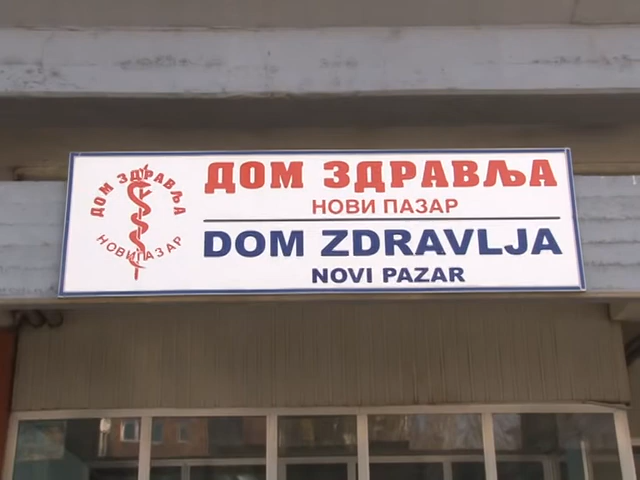 ДОМ ЗДРАВЉА
НОВИ ПАЗАР
ДОМ ЗДРАВЉА
НОВИ ПАЗАР
DOM ZDRAVLJA
NOVI PAZAR